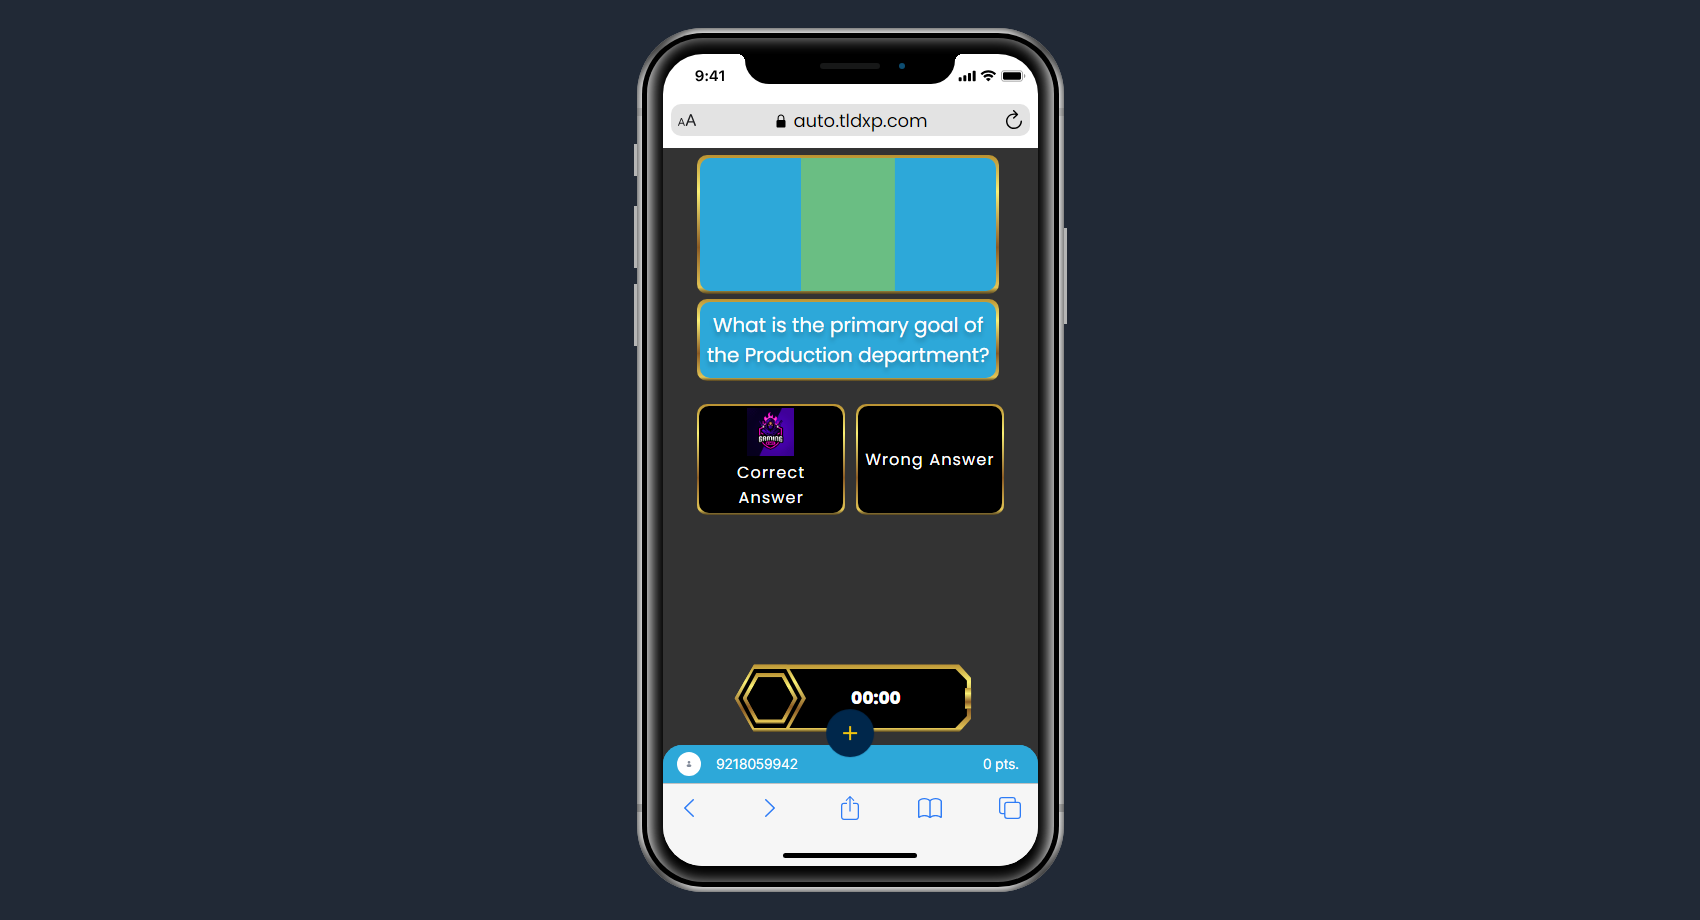 9:41
AA auto.tldxp.com
What is the primary goal of
the Production department?
GAMING
Correct
Answer
Wrong Answer
00:00
+
9218059942 0 pts.